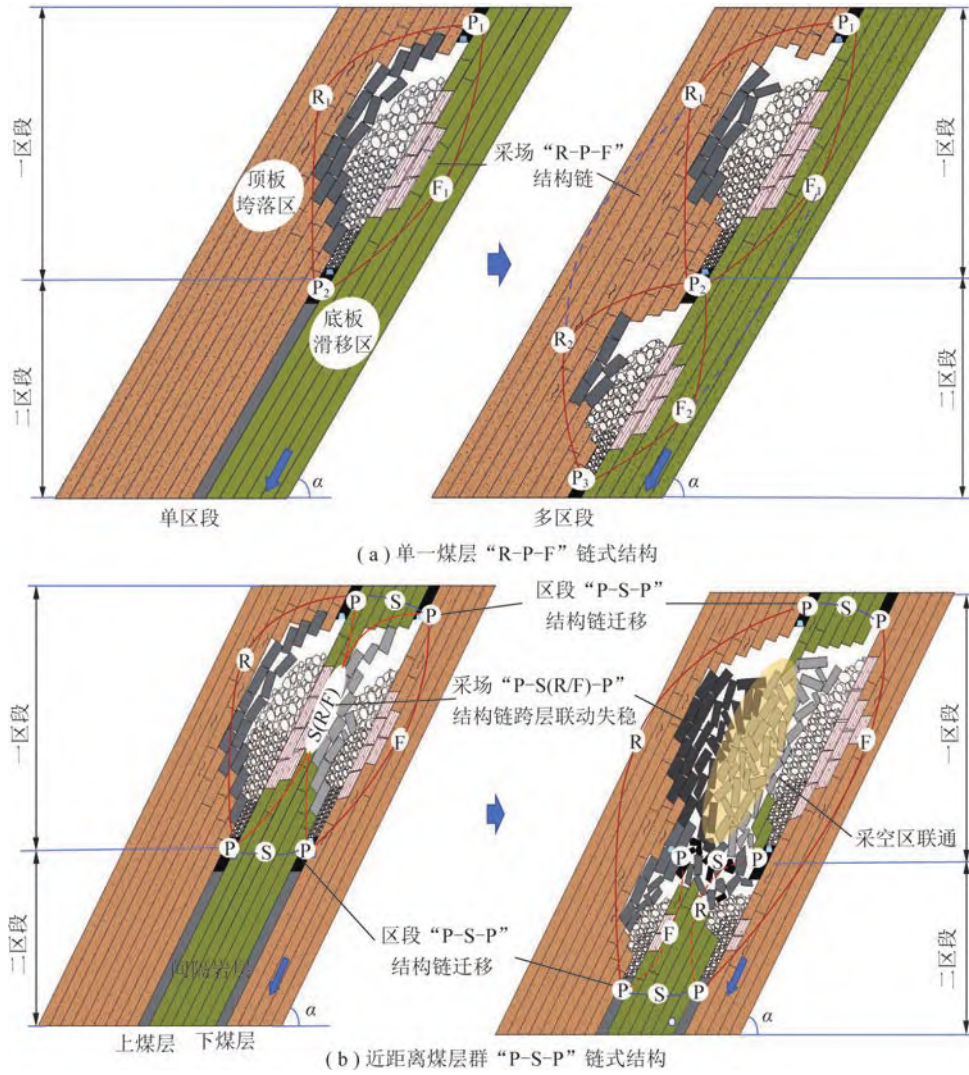 P₁
P₁
R₁
R₁
一区段
采场“R-P-F”
结构链
一区段
顶板
垮落区
F₁
F₁
P₂
P₂
底板
滑移区
R₂
二区段
二区段
F₂
P₃
α
α
单区段
多区段
(a) 单一煤层“R-P-F”链式结构
P
S
P
区段“P-S-P”
结构链迁移
P
S
P
R
一区段
采场“P-S(R/F)-P”
结构链跨层联动失稳
S(R/F)
F
R
F
一区段
采空区联通
P
S
P
P
S
P
R
F
二区段
区段“P-S-P”
结构链迁移
间隔岩层
P
S
P
二区段
α
α
上煤层
下煤层
(b) 近距离煤层群“P-S-P”链式结构